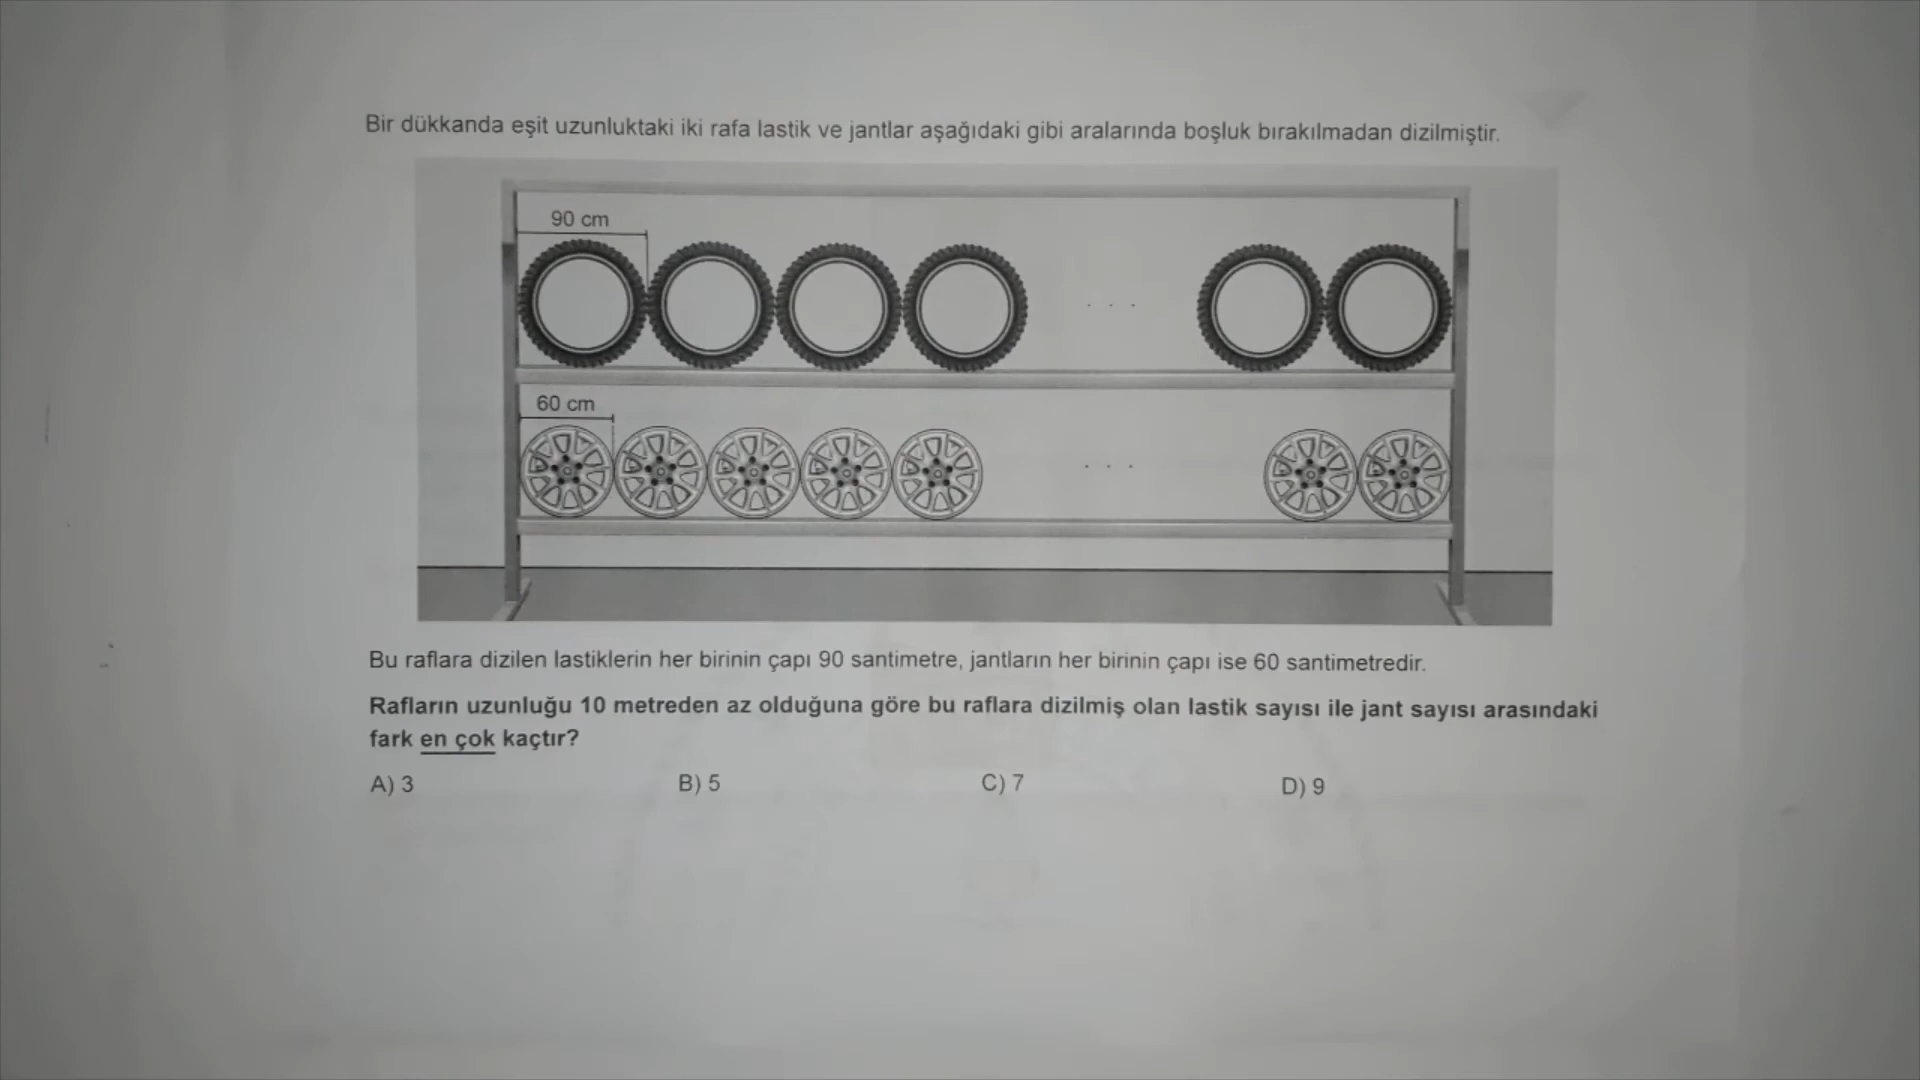 Bir dükkanda eşit uzunluktaki iki rafa lastik ve jantlar aşağıdaki gibi aralarında boşluk bırakılmadan dizilmiştir.
90 cm
. . .
60 cm
. . .
Bu raflara dizilen lastiklerin her birinin çapı 90 santimetre, jantların her birinin çapı ise 60 santimetredir.
Rafların uzunluğu 10 metreden az olduğuna göre bu raflara dizilmiş olan lastik sayısı ile jant sayısı arasındaki
fark en çok kaçtır?
A) 3 B) 5 C) 7 D) 9